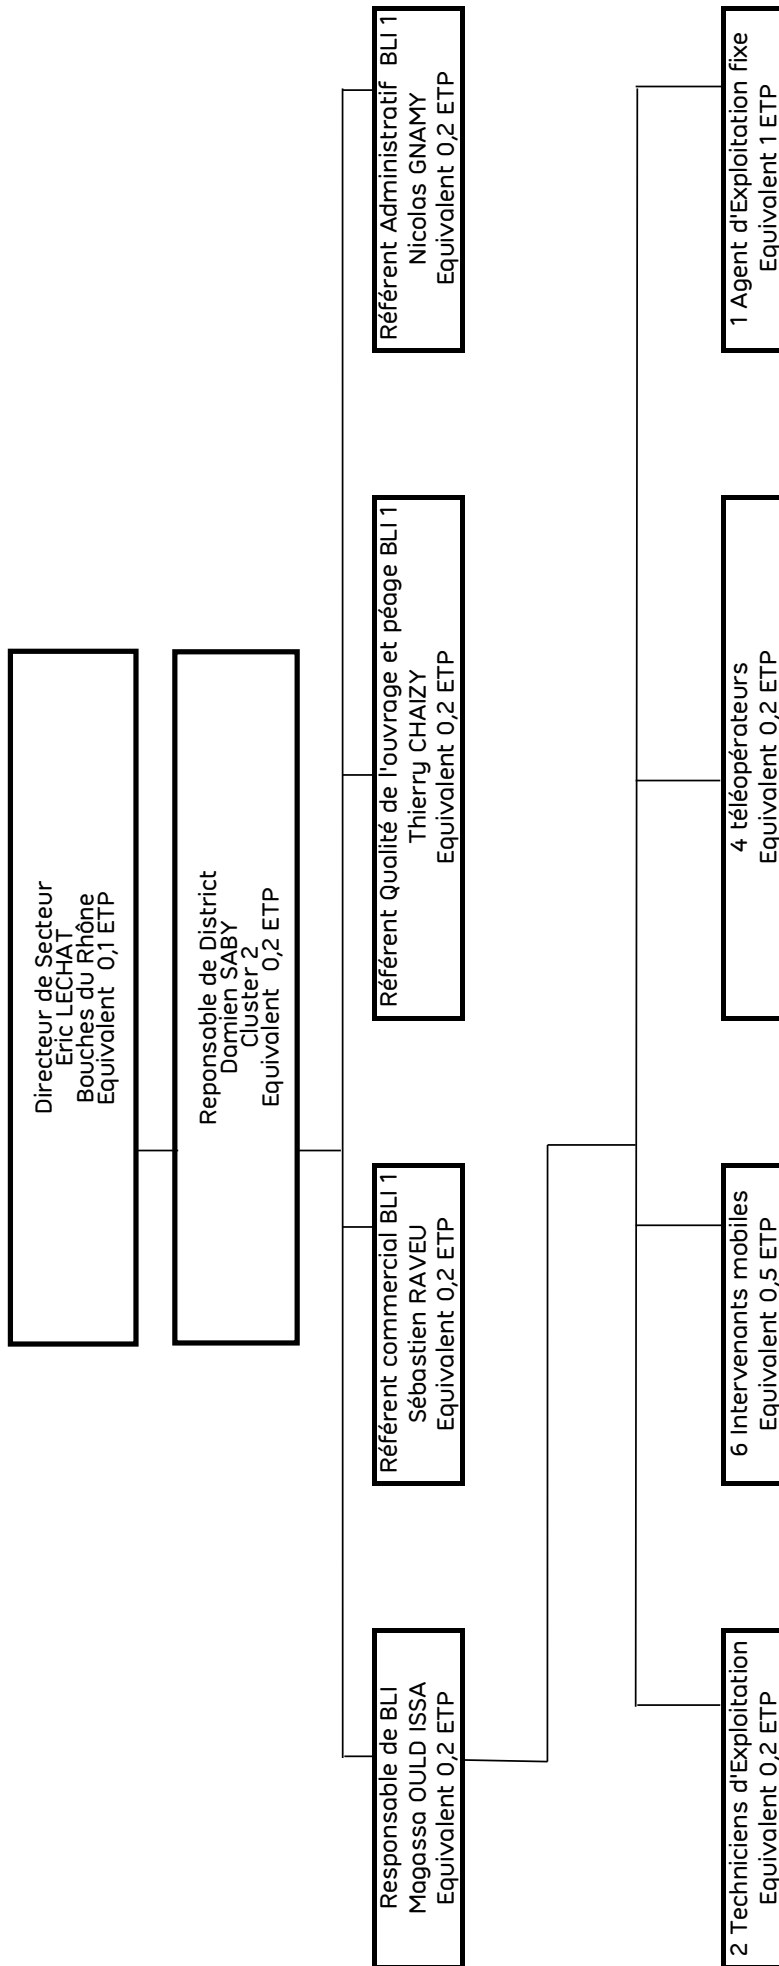 Directeur de Secteur
Eric LECHAT
Bouches du Rhône
Equivalent 0,1 ETP
Reponsable de District
Damien SABY
Cluster 2
Equivalent 0,2 ETP
Responsable de BLI
Magassa OULD ISSA
Equivalent 0,2 ETP
Référent commercial BLI 1
Sébastien RAVEU
Equivalent 0,2 ETP
Référent Qualité de l'ouvrage et péage BLI 1
Thierry CHAIZY
Equivalent 0,2 ETP
Référent Administratif BLI 1
Nicolas GNAMY
Equivalent 0,2 ETP
2 Techniciens d'Exploitation
Equivalent 0,2 ETP
6 Intervenants mobiles
Equivalent 0,5 ETP
4 téléopérateurs
Equivalent 0,2 ETP
1 Agent d'Exploitation fixe
Equivalent 1 ETP